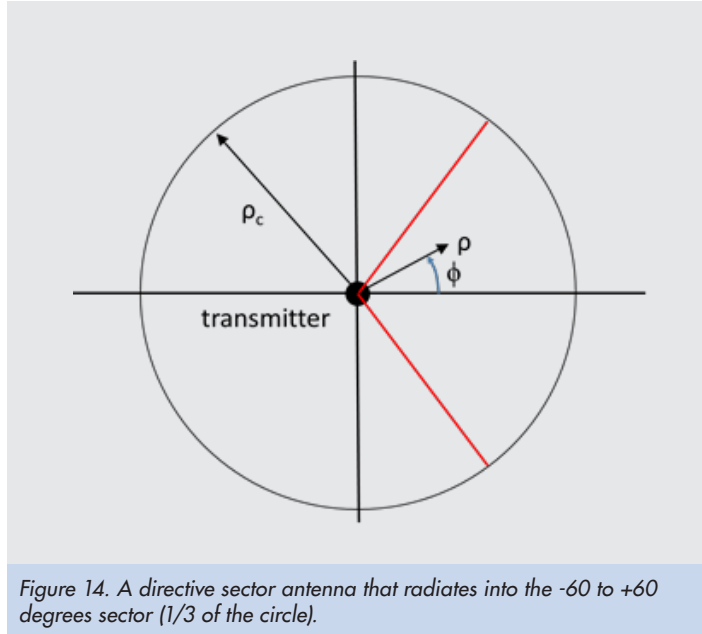 ρc
ρ
ϕ
transmitter
Figure 14. A directive sector antenna that radiates into the -60 to +60
degrees sector (1/3 of the circle).